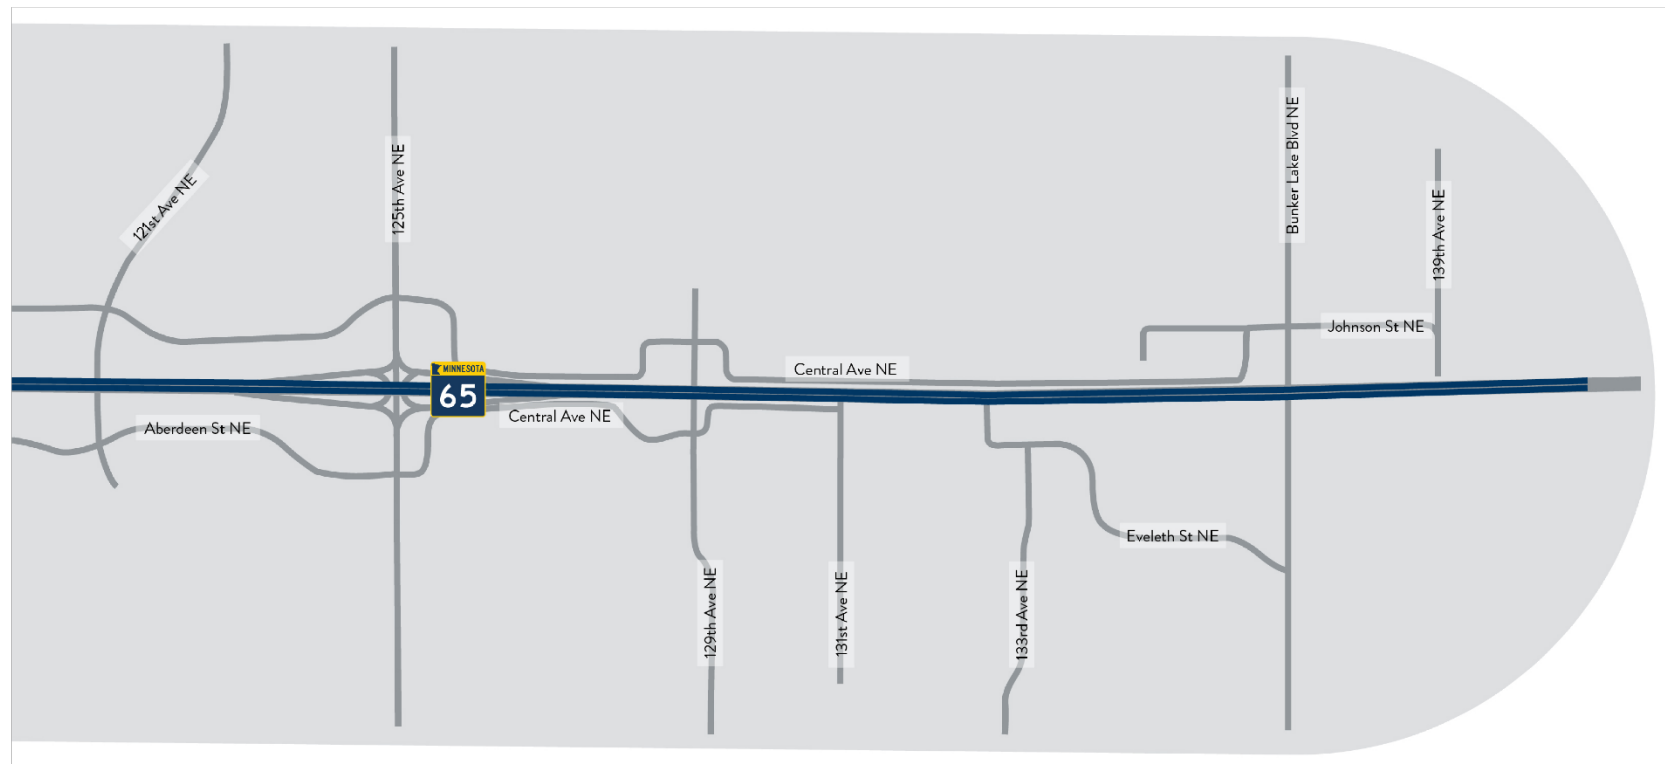 121st Ave NE
125th Ave NE
Bunker Lake Blvd NE
139th Ave NE
Johnson St NE
MINNESOTA
65
Central Ave NE
Central Ave NE
Aberdeen St NE
Eveleth St NE
129th Ave NE
131st Ave NE
133rd Ave NE